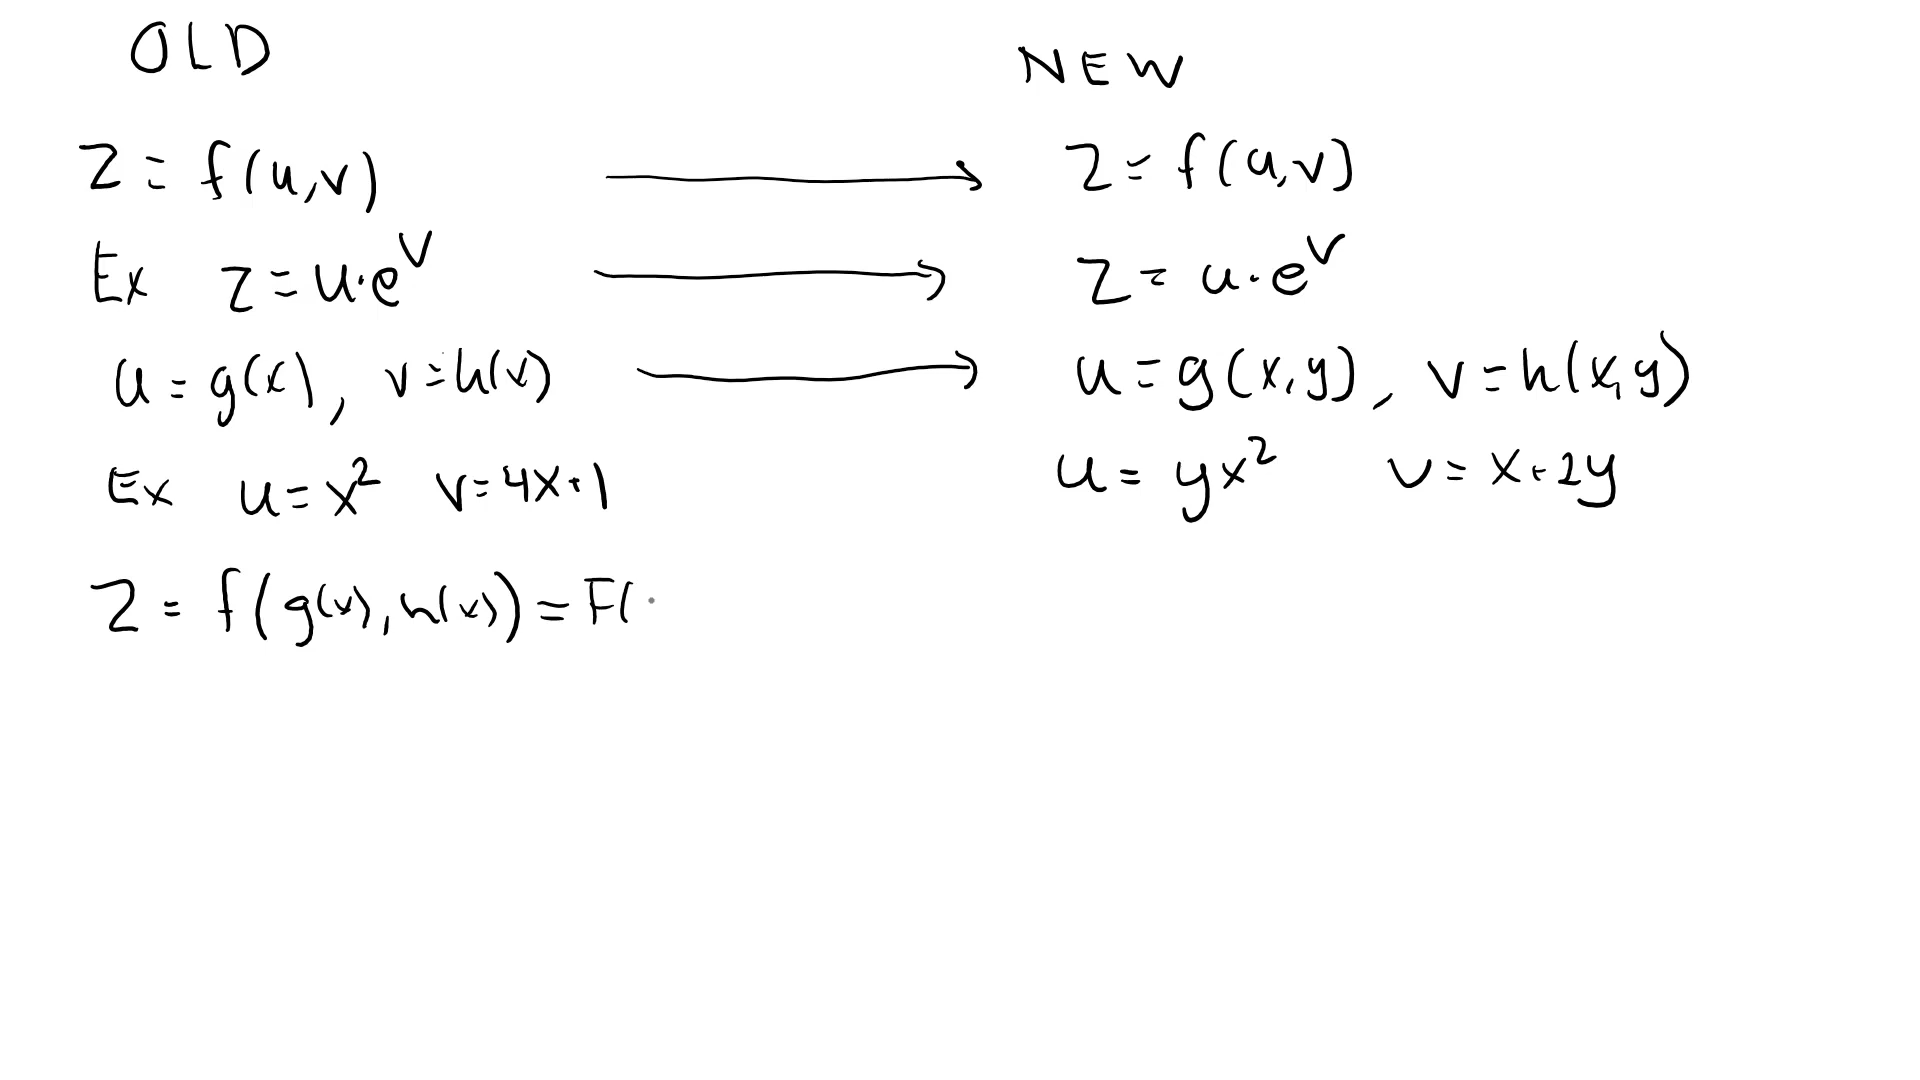 OLD NEW
z = f(u,v) → z = f(u,v)
Ex z = u·e^v → z = u·e^v
u = g(x), v = h(v) → u = g(x,y), v = h(x,y)
Ex u = x² v = 4x+1 u = yx² v = x+2y
z = f(g(x), h(x)) = F(